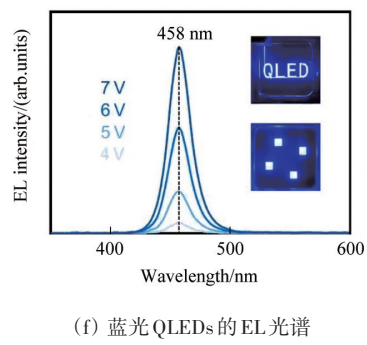 458 nm
7 V
6 V
5 V
4 V
QLED
EL intensity/(arb.units)
400 500 600
Wavelength/nm
(f) 蓝光QLEDs的EL光谱